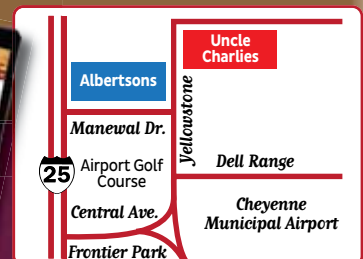 Uncle
Charlies
Albertsons
Yellowstone
Manewal Dr.
25
Airport Golf
Course
Dell Range
Central Ave.
Cheyenne
Municipal Airport
Frontier Park